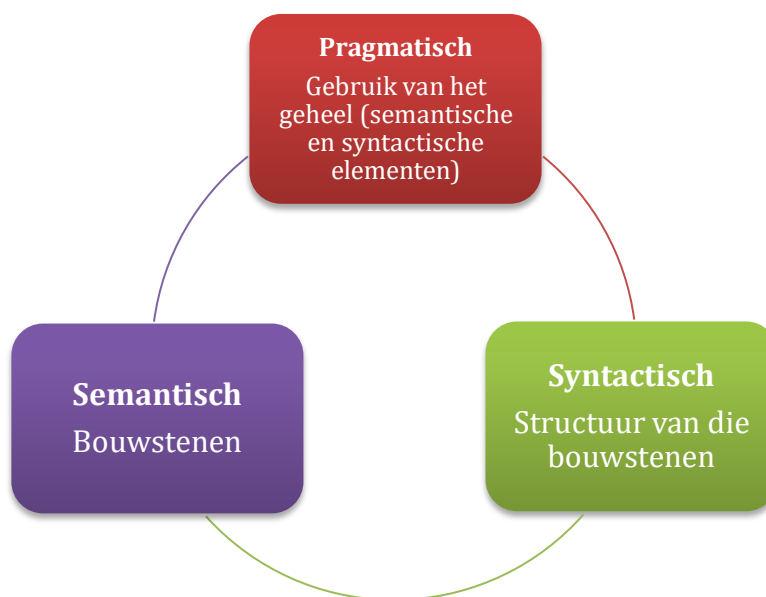 Pragmatisch
Gebruik van het
geheel (semantische
en syntactische
elementen)
Semantisch
Bouwstenen
Syntactisch
Structuur van die
bouwstenen